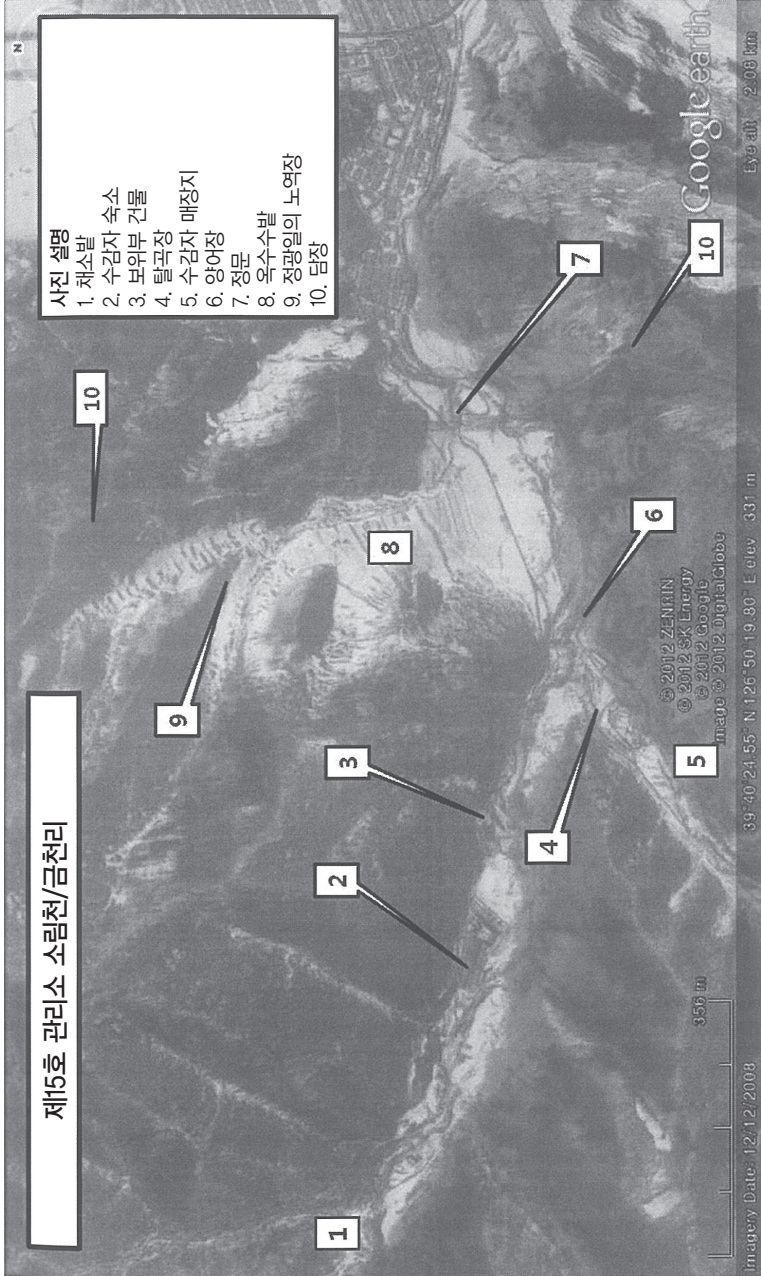 제15호 관리소 소림천/금천리
사진 설명
1. 채소밭
2. 수감자 숙소
3. 보위부 건물
4. 탈곡장
5. 수감자 매장지
6. 양어장
7. 정문
8. 옥수수밭
9. 정광일의 노역장
10. 담장
N
10
9
8
7
10
6
3
2
4
5
1
356 m
© 2012 ZENRIN
© 2012 SK Energy
© 2012 Google
Image © 2012 DigitalGlobe
Google earth
Imagery Date: 12/12/2008
39°40'24.55" N 126°50'19.80" E elev 331 m
Eye alt 2.08 km